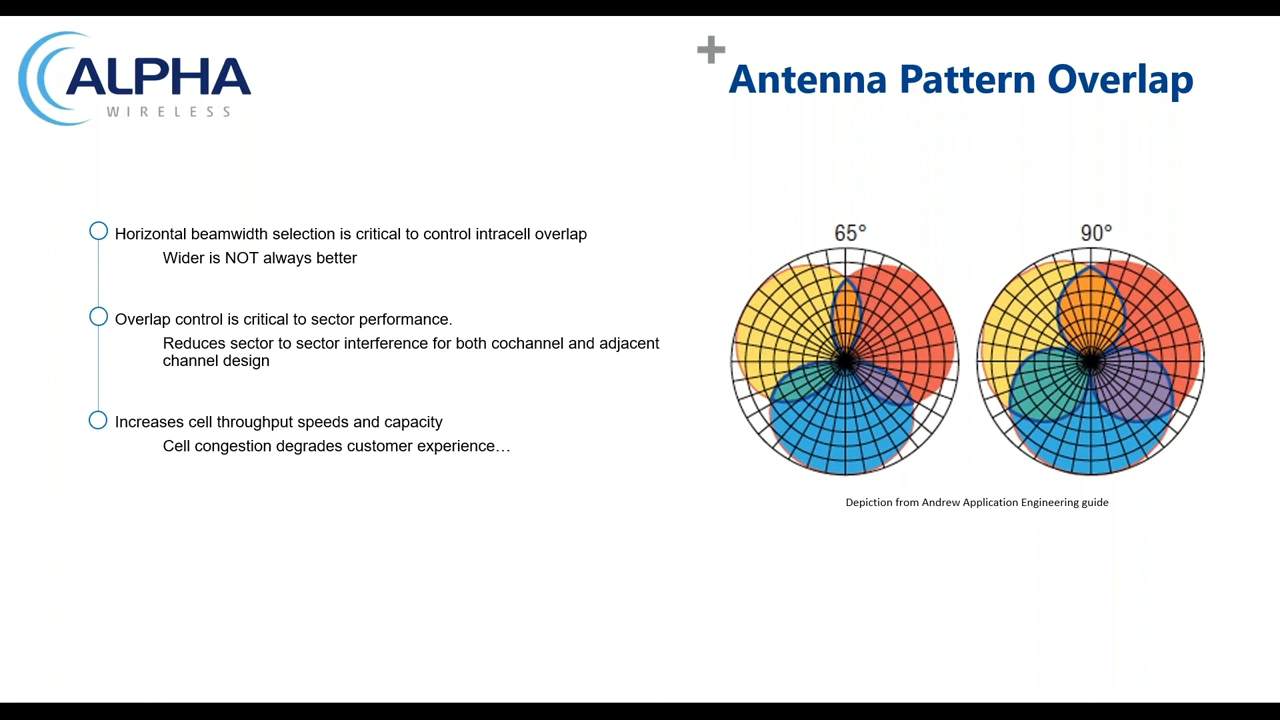 ALPHA
WIRELESS
Antenna Pattern Overlap
Horizontal beamwidth selection is critical to control intracell overlap
Wider is NOT always better
Overlap control is critical to sector performance.
Reduces sector to sector interference for both cochannel and adjacent
channel design
Increases cell throughput speeds and capacity
Cell congestion degrades customer experience…
65°
90°
Depiction from Andrew Application Engineering guide